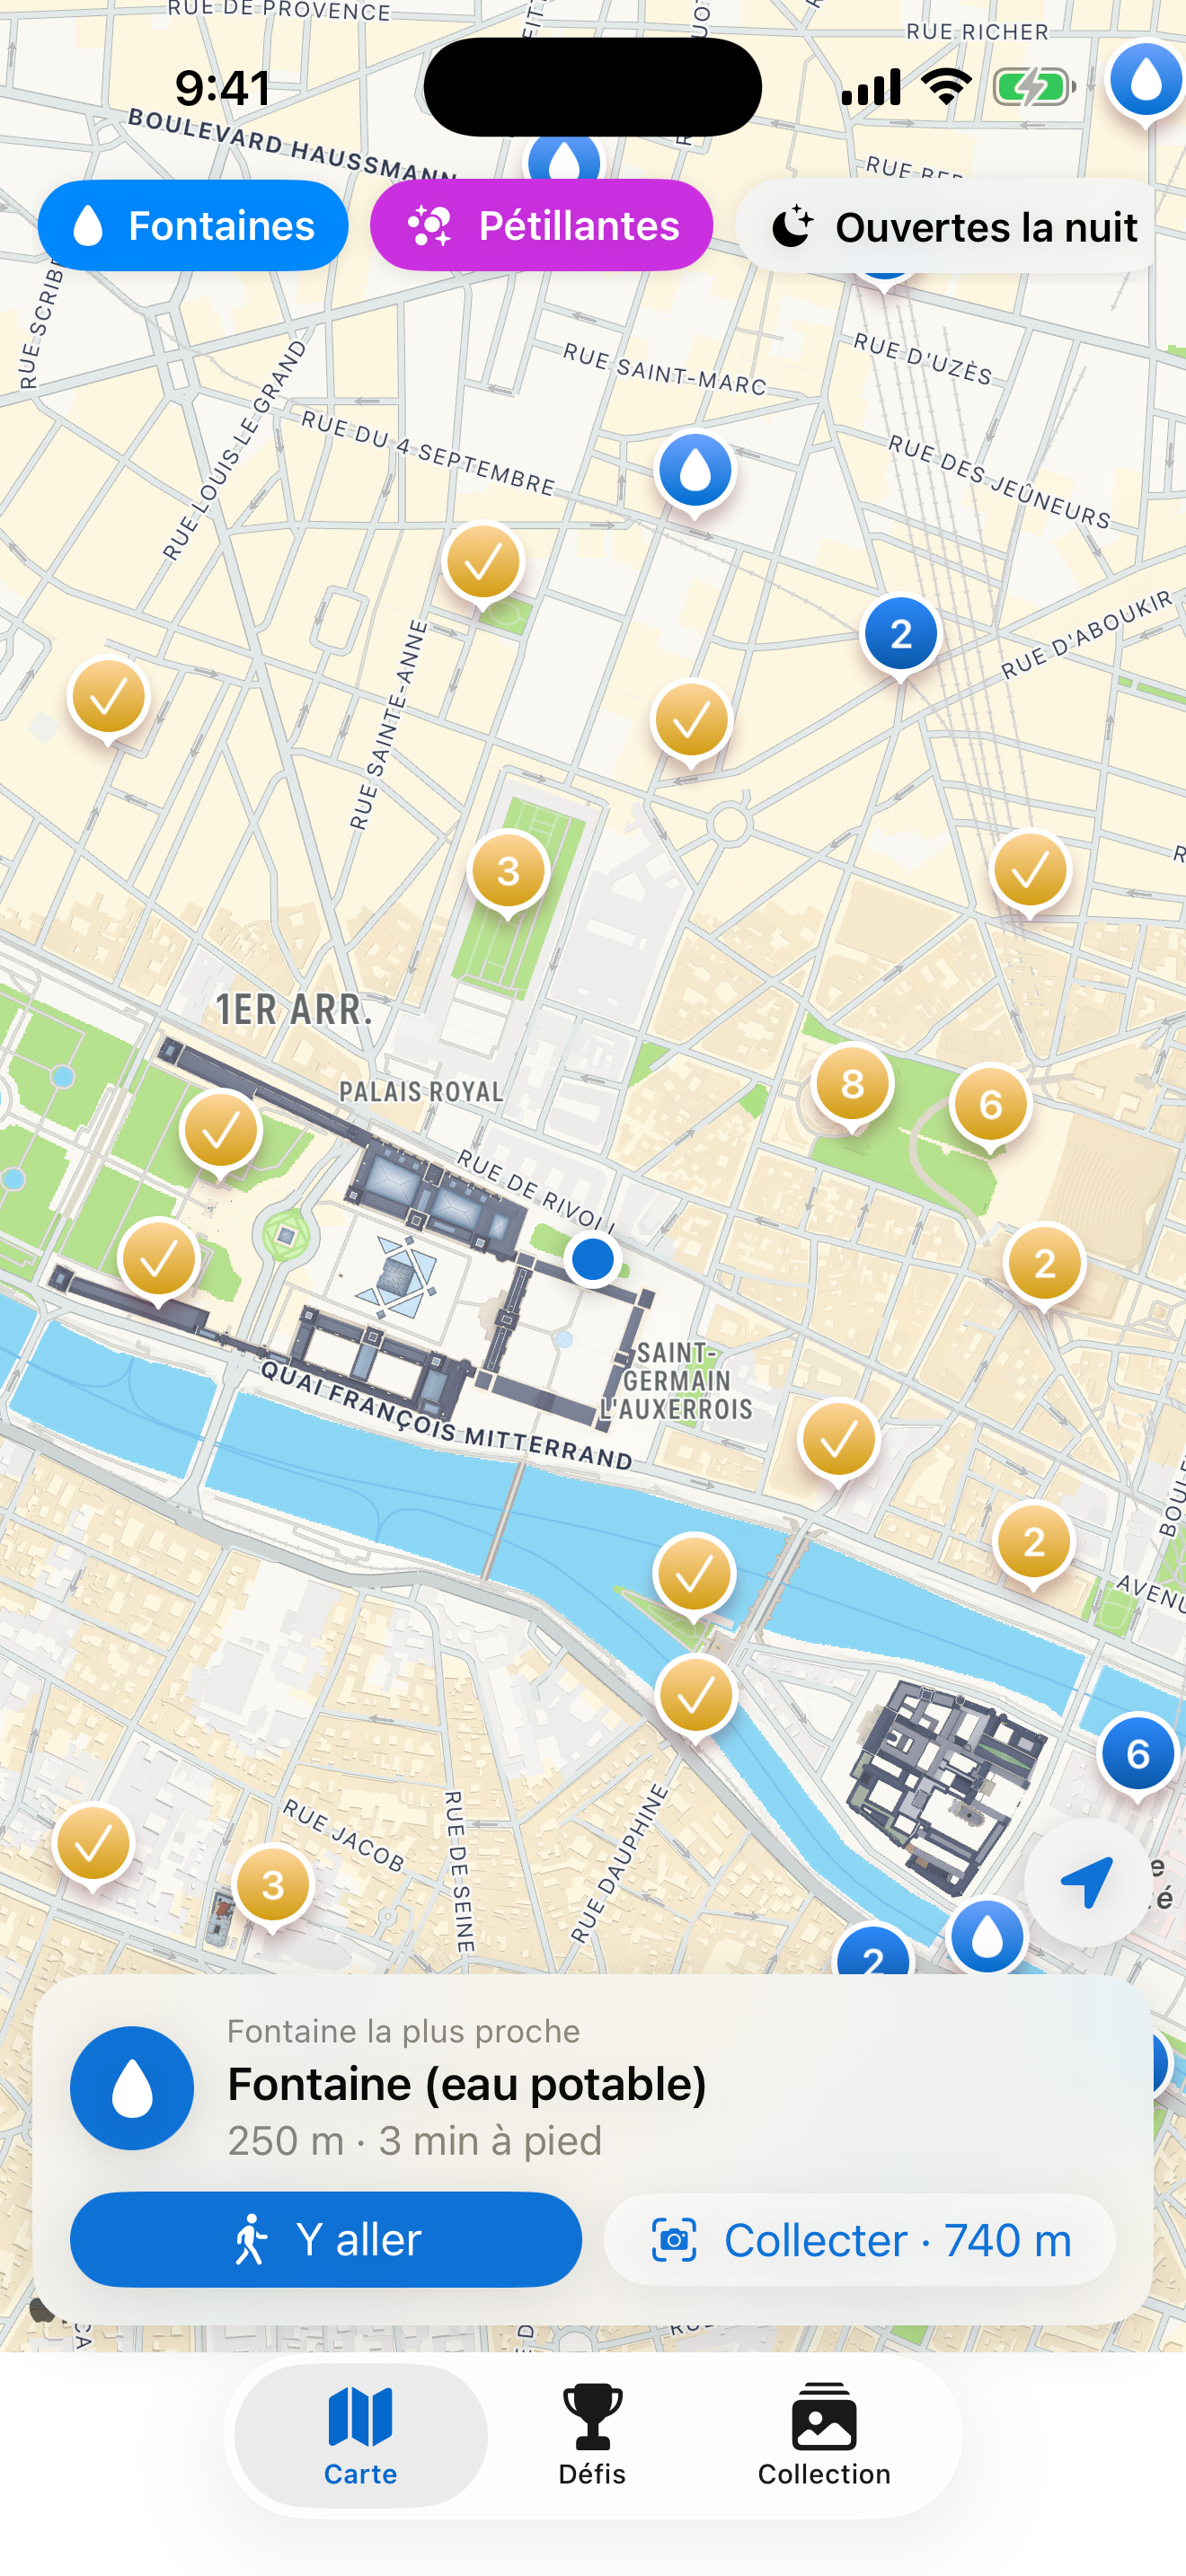 RUE DE PROVENCE
RUE RICHER
9:41
BOULEVARD HAUSSMANN
Fontaines
Pétillantes
Ouvertes la nuit
RUE SCRIBE
RUE SAINT-MARC
RUE D'UZÈS
RUE LOUIS LE GRAND
RUE DU 4 SEPTEMBRE
RUE DES JEÛNEURS
2
RUE D'ABOUKIR
RUE SAINTE-ANNE
3
1ER ARR.
PALAIS ROYAL
8
6
RUE DE RIVOLI
2
SAINT-
GERMAIN
L'AUXERROIS
QUAI FRANÇOIS MITTERRAND
2
6
RUE JACOB
RUE DE SEINE
RUE DAUPHINE
3
2
Fontaine la plus proche
Fontaine (eau potable)
250 m · 3 min à pied
Y aller
Collecter · 740 m
Carte
Défis
Collection